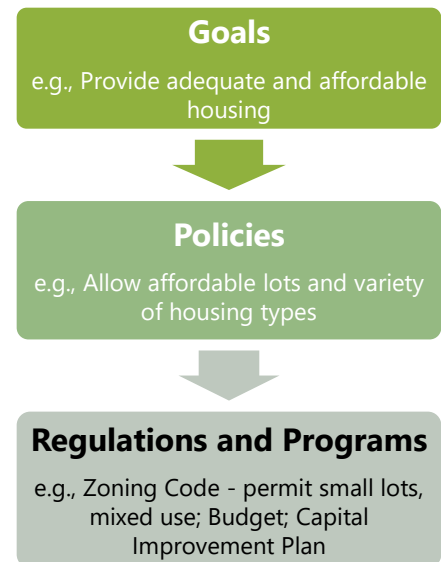 Goals
e.g., Provide adequate and affordable
housing
Policies
e.g., Allow affordable lots and variety
of housing types
Regulations and Programs
e.g., Zoning Code - permit small lots,
mixed use; Budget; Capital
Improvement Plan